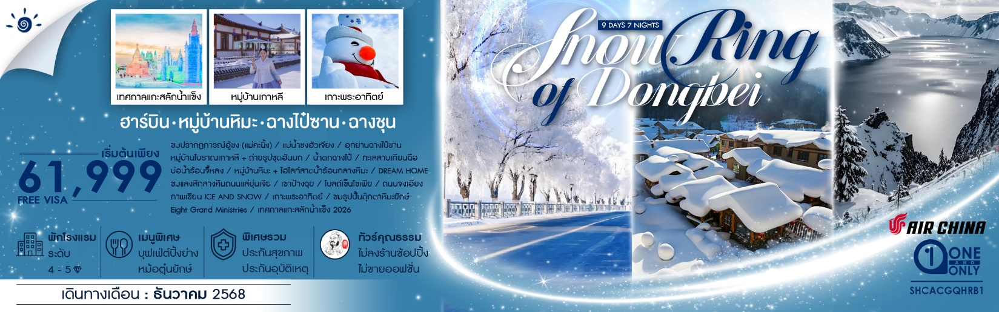 เทศกาลแกะสลักน้ำแข็ง
หมู่บ้านเกาหลี
เกาะพระอาทิตย์
ฮาร์บิน • หมู่บ้านหิมะ • ฉางไป๋ซาน • ฉางชุน
เริ่มต้นเพียง
61,999
FREE VISA
ชมปรากฏการณ์อู้ซง (แม่คะนิ้ง) / แม่น้ำซงฮัวเจียง / อุทยานฉางไป๋ซาน
หมู่บ้านโบราณเกาหลี + ถ่ายรูปชุดฮันบก / น้ำตกฉางไป๋ / ทะเลสาบเทียนฉือ
บ่อน้ำร้อนจี้หลง / หมู่บ้านหิมะ + ไฮไลท์สาดน้ำร้อนกลางหิมะ / DREAM HOME
ชมแสงสีกลางคืนถนนเสวี่ยุ่นเจีย / เขาป้างฉุย / โบสถ์เซ็นโซเฟีย / ถนนจงเอียง
ภาพเขียน ICE AND SNOW / เกาะพระอาทิตย์ / ชมรูปปั้นตุ๊กตาหิมะยักษ์
Eight Grand Ministries / เทศกาลแกะสลักน้ำแข็ง 2026
พักโรงแรม
ระดับ
4 - 5
เมนูพิเศษ
บุฟเฟ่ต์ปิ้งย่าง
หม้อตุ๋นยักษ์
พิเศษรวม
ประกันสุขภาพ
ประกันอุบัติเหตุ
ทัวร์คุณธรรม
ไม่ลงร้านช้อปปิ้ง
ไม่ขายออฟชั่น
เดินทางเดือน : ธันวาคม 2568
9 DAYS 7 NIGHTS
Snow Ring
of Dongbei
AIR CHINA
1 ONE
AND
ONLY
SHCACGQHRB1